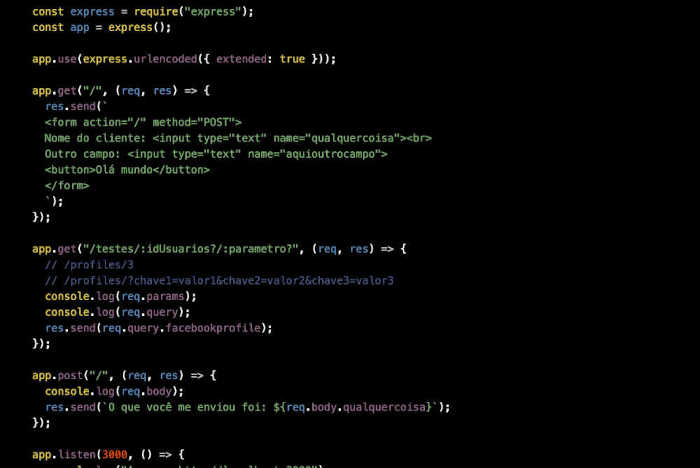 const express = require("express");
const app = express();
app.use(express.urlencoded({ extended: true }));
app.get("/", (req, res) => {
res.send(`
<form action="/" method="POST">
Nome do cliente: <input type="text" name="qualquercoisa"><br>
Outro campo: <input type="text" name="aquioutrocampo">
<button>Olá mundo</button>
</form>
`);
});
app.get("/testes/:idUsuarios?/:parametro?", (req, res) => {
// /profiles/3
// /profiles/?chave1=valor1&chave2=valor2&chave3=valor3
console.log(req.params);
console.log(req.query);
res.send(req.query.facebookprofile);
});
app.post("/", (req, res) => {
console.log(req.body);
res.send(`O que você me enviou foi: ${req.body.qualquercoisa}`);
});
app.listen(3000, () => {